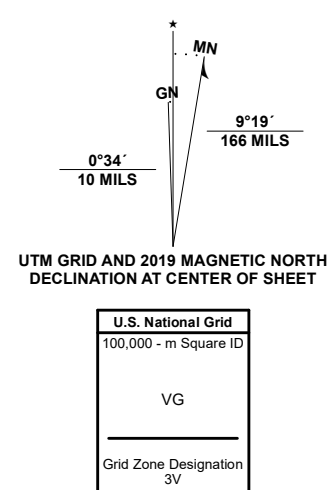 ★
MN
GN
9°19´
166 MILS
0°34´
10 MILS
UTM GRID AND 2019 MAGNETIC NORTH
DECLINATION AT CENTER OF SHEET
U.S. National Grid
100,000 - m Square ID
VG
Grid Zone Designation
3V